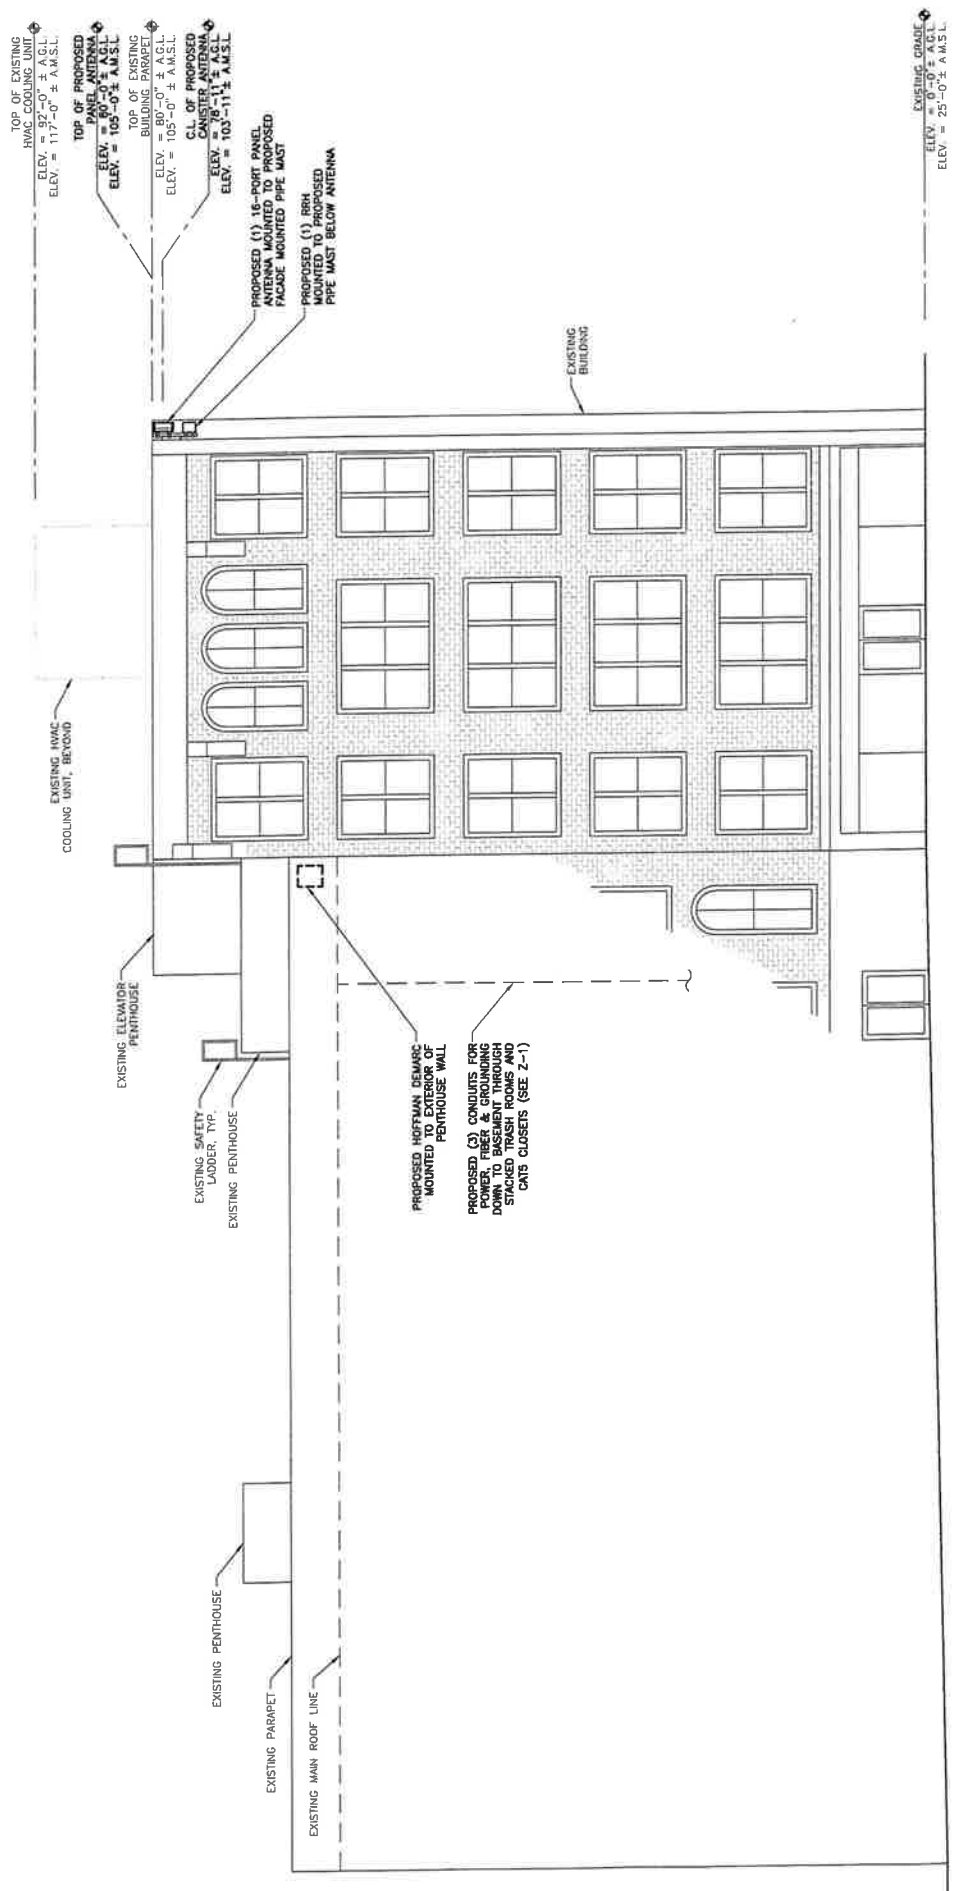 TOP OF EXISTING
HVAC COOLING UNIT
ELEV. = 92'-0" ± A.G.L.
ELEV. = 117'-0" ± A.M.S.L.
TOP OF PROPOSED
PANEL ANTENNA
ELEV. = 80'-0"± A.G.L.
ELEV. = 105'-0"± A.M.S.L.
TOP OF EXISTING
BUILDING PARAPET
ELEV. = 80'-0" ± A.G.L.
ELEV. = 105'-0" ± A.M.S.L.
C.L. OF PROPOSED
CANISTER ANTENNA
ELEV. = 78'-11"± A.G.L.
ELEV. = 103'-11"± A.M.S.L.
PROPOSED (1) 16-PORT PANEL
ANTENNA MOUNTED TO PROPOSED
FACADE MOUNTED PIPE MAST
PROPOSED (1) RRH
MOUNTED TO PROPOSED
PIPE MAST BELOW ANTENNA
EXISTING
BUILDING
EXISTING GRADE
ELEV. = 0'-0"± A.G.L.
ELEV. = 25'-0"± A.M.S.L.
EXISTING HVAC
COOLING UNIT, BEYOND
EXISTING ELEVATOR
PENTHOUSE
EXISTING SAFETY
LADDER, TYP.
EXISTING PENTHOUSE
PROPOSED HOFFMAN DEMARC
MOUNTED TO EXTERIOR OF
PENTHOUSE WALL
PROPOSED (3) CONDUITS FOR
POWER, FIBER & GROUNDING
DOWN TO BASEMENT THROUGH
STACKED TRASH ROOMS AND
CAT5 CLOSETS (SEE Z-1)
EXISTING PENTHOUSE
EXISTING PARAPET
EXISTING MAIN ROOF LINE